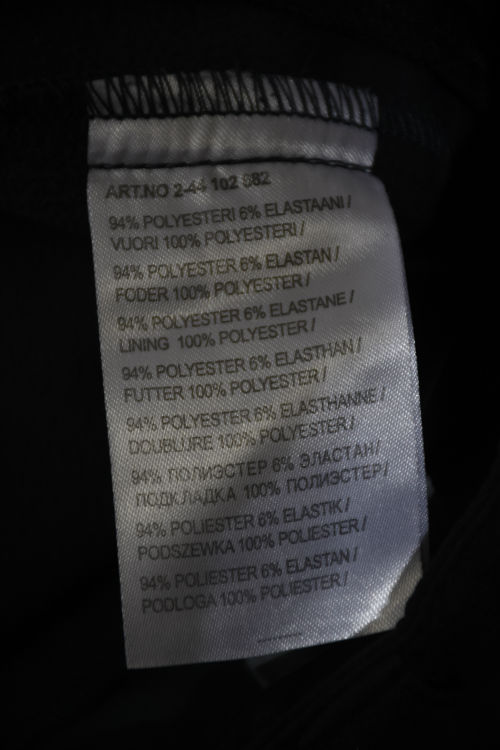 ART.NO 2-44 102 682
94% POLYESTERI 6% ELASTAANI /
VUORI 100% POLYESTERI /
94% POLYESTER 6% ELASTAN /
FODER 100% POLYESTER /
94% POLYESTER 6% ELASTANE /
LINING 100% POLYESTER /
94% POLYESTER 6% ELASTHAN /
FUTTER 100% POLYESTER /
94% POLYESTER 6% ELASTHANNE /
DOUBLURE 100% POLYESTER /
94% ПОЛИЭСТЕР 6% ЭЛАСТАН /
ПОДКЛАДКА 100% ПОЛИЭСТЕР /
94% POLIESTER 6% ELASTIK /
PODSZEWKA 100% POLIESTER /
94% POLIESTER 6% ELASTAN /
PODLOGA 100% POLIESTER /